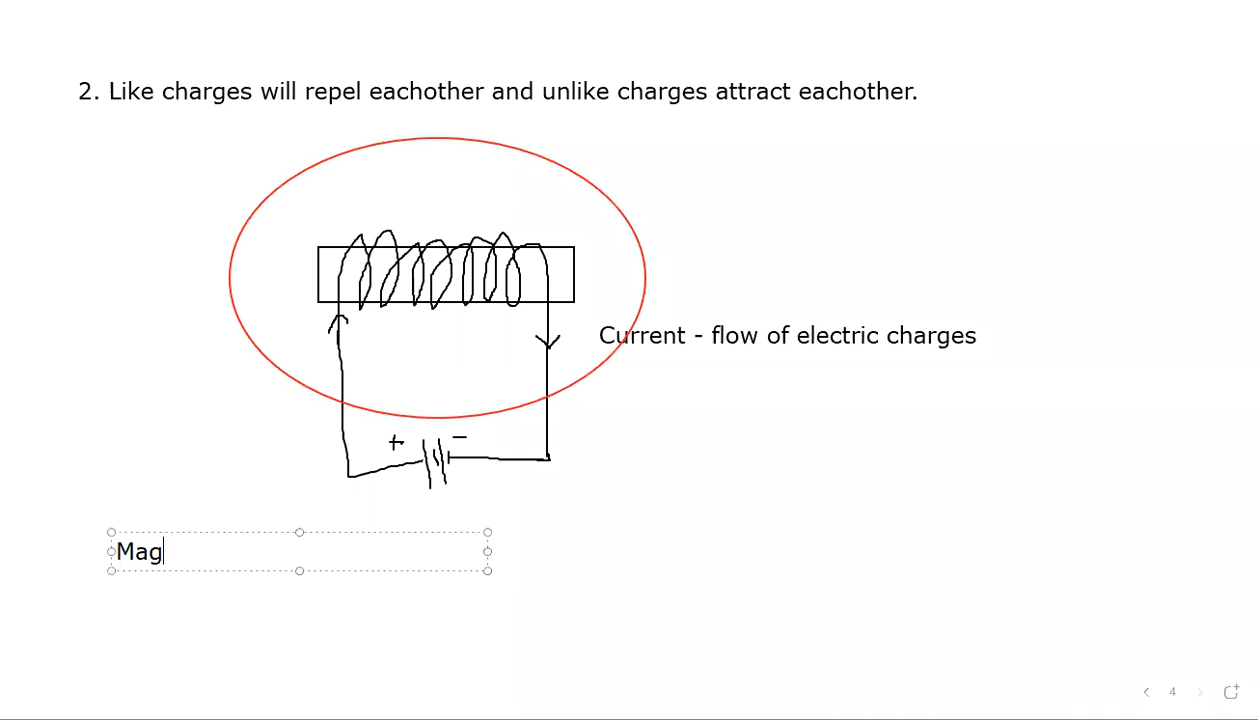 2. Like charges will repel eachother and unlike charges attract eachother.
Current - flow of electric charges
+ −
Mag
4